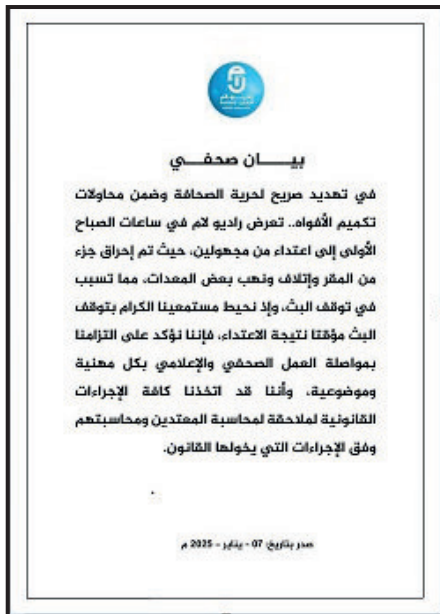 بيـــــان صحفـــي
في تهديد صريح لحرية الصحافة وضمن محاولات
تكميم الأفواه.. تعرض راديو لام في ساعات الصباح
الأولى إلى اعتداء من مجهولين، حيث تم إحراق جزء
من المقر وإتلاف ونهب بعض المعدات، مما تسبب
في توقف البث، وإذ نحيط مستمعينا الكرام بتوقف
البث مؤقتا نتيجة الاعتداء، فإننا نؤكد على التزامنا
بمواصلة العمل الصحفي والإعلامي بكل مهنية
وموضوعية، وأننا قد اتخذنا كافة الإجراءات
القانونية لملاحقة لمحاسبة المعتدين ومحاسبتهم
وفق الإجراءات التي يخولها القانون.
صدر بتاريخ: 07 - يناير - 2025 م